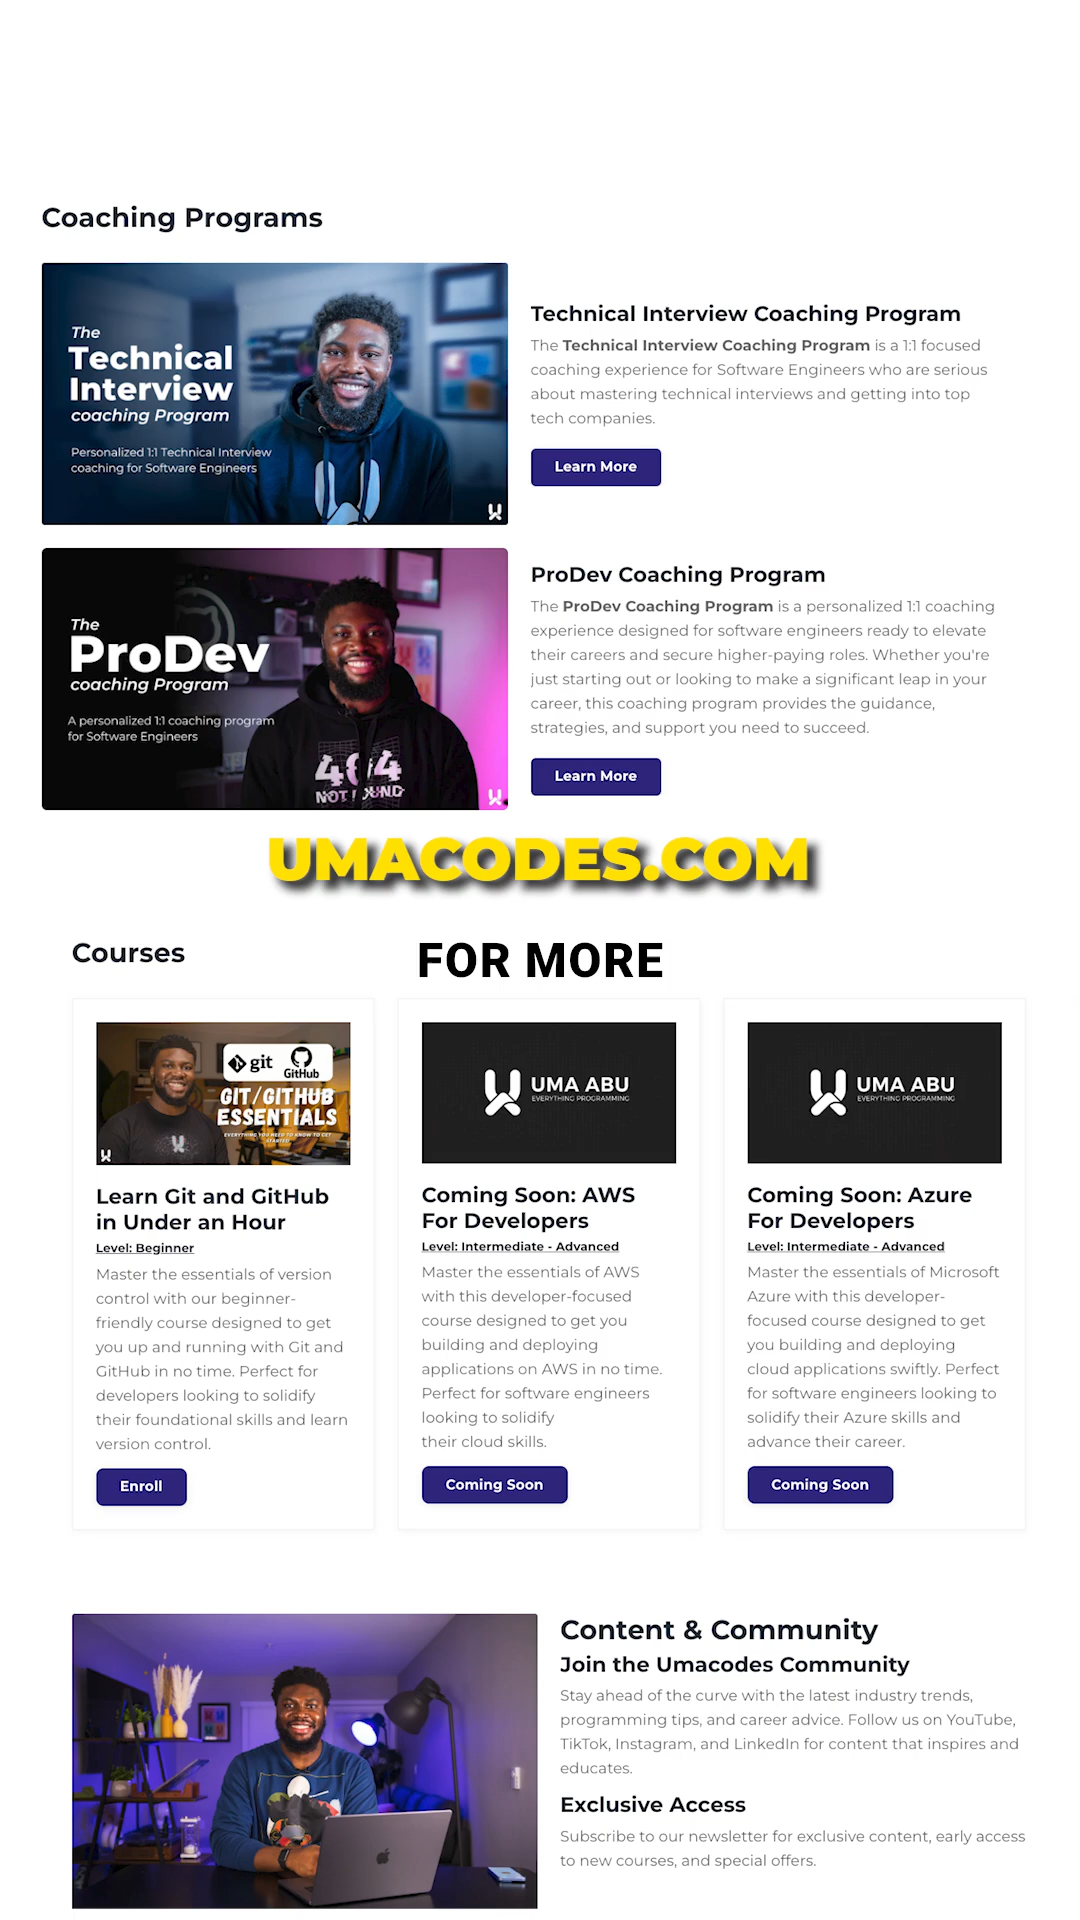 Coaching Programs
The
Technical
Interview
coaching Program
Personalized 1:1 Technical Interview
coaching for Software Engineers
Technical Interview Coaching Program
The Technical Interview Coaching Program is a 1:1 focused
coaching experience for Software Engineers who are serious
about mastering technical interviews and getting into top
tech companies.
Learn More
The
ProDev
coaching Program
A personalized 1:1 coaching program
for Software Engineers
404
NOT FOUND
ProDev Coaching Program
The ProDev Coaching Program is a personalized 1:1 coaching
experience designed for software engineers ready to elevate
their careers and secure higher-paying roles. Whether you're
just starting out or looking to make a significant leap in your
career, this coaching program provides the guidance,
strategies, and support you need to succeed.
Learn More
UMACODES.COM
FOR MORE
Courses
git
GitHub
GIT/GITHUB
ESSENTIALS
EVERYTHING YOU NEED TO KNOW TO GET
STARTED
Learn Git and GitHub
in Under an Hour
Level: Beginner
Master the essentials of version
control with our beginner-
friendly course designed to get
you up and running with Git and
GitHub in no time. Perfect for
developers looking to solidify
their foundational skills and learn
version control.
Enroll
UMA ABU
EVERYTHING PROGRAMMING
Coming Soon: AWS
For Developers
Level: Intermediate - Advanced
Master the essentials of AWS
with this developer-focused
course designed to get you
building and deploying
applications on AWS in no time.
Perfect for software engineers
looking to solidify
their cloud skills.
Coming Soon
UMA ABU
EVERYTHING PROGRAMMING
Coming Soon: Azure
For Developers
Level: Intermediate - Advanced
Master the essentials of Microsoft
Azure with this developer-
focused course designed to get
you building and deploying
cloud applications swiftly. Perfect
for software engineers looking to
solidify their Azure skills and
advance their career.
Coming Soon
Content & Community
Join the Umacodes Community
Stay ahead of the curve with the latest industry trends,
programming tips, and career advice. Follow us on YouTube,
TikTok, Instagram, and LinkedIn for content that inspires and
educates.
Exclusive Access
Subscribe to our newsletter for exclusive content, early access
to new courses, and special offers.